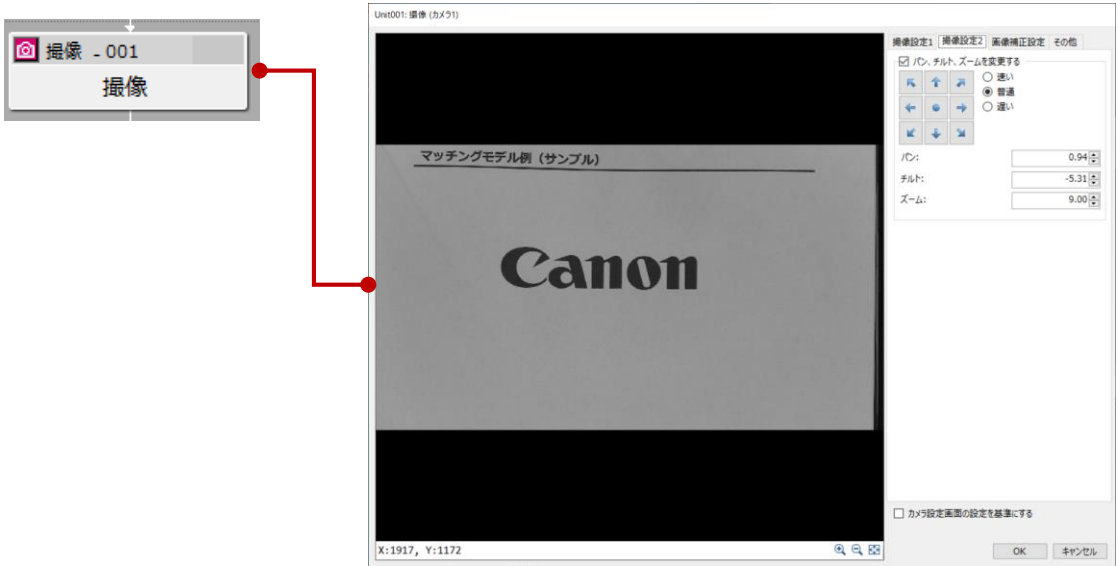 撮像 - 001
撮像
Unit001: 撮像 (カメラ1)
撮像設定1 撮像設定2 画像補正設定 その他
パン、チルト、ズームを変更する
速い
普通
遅い
パン: 0.94
チルト: -5.31
ズーム: 9.00
マッチングモデル例（サンプル）
Canon
カメラ設定画面の設定を基準にする
X:1917, Y:1172
OK キャンセル